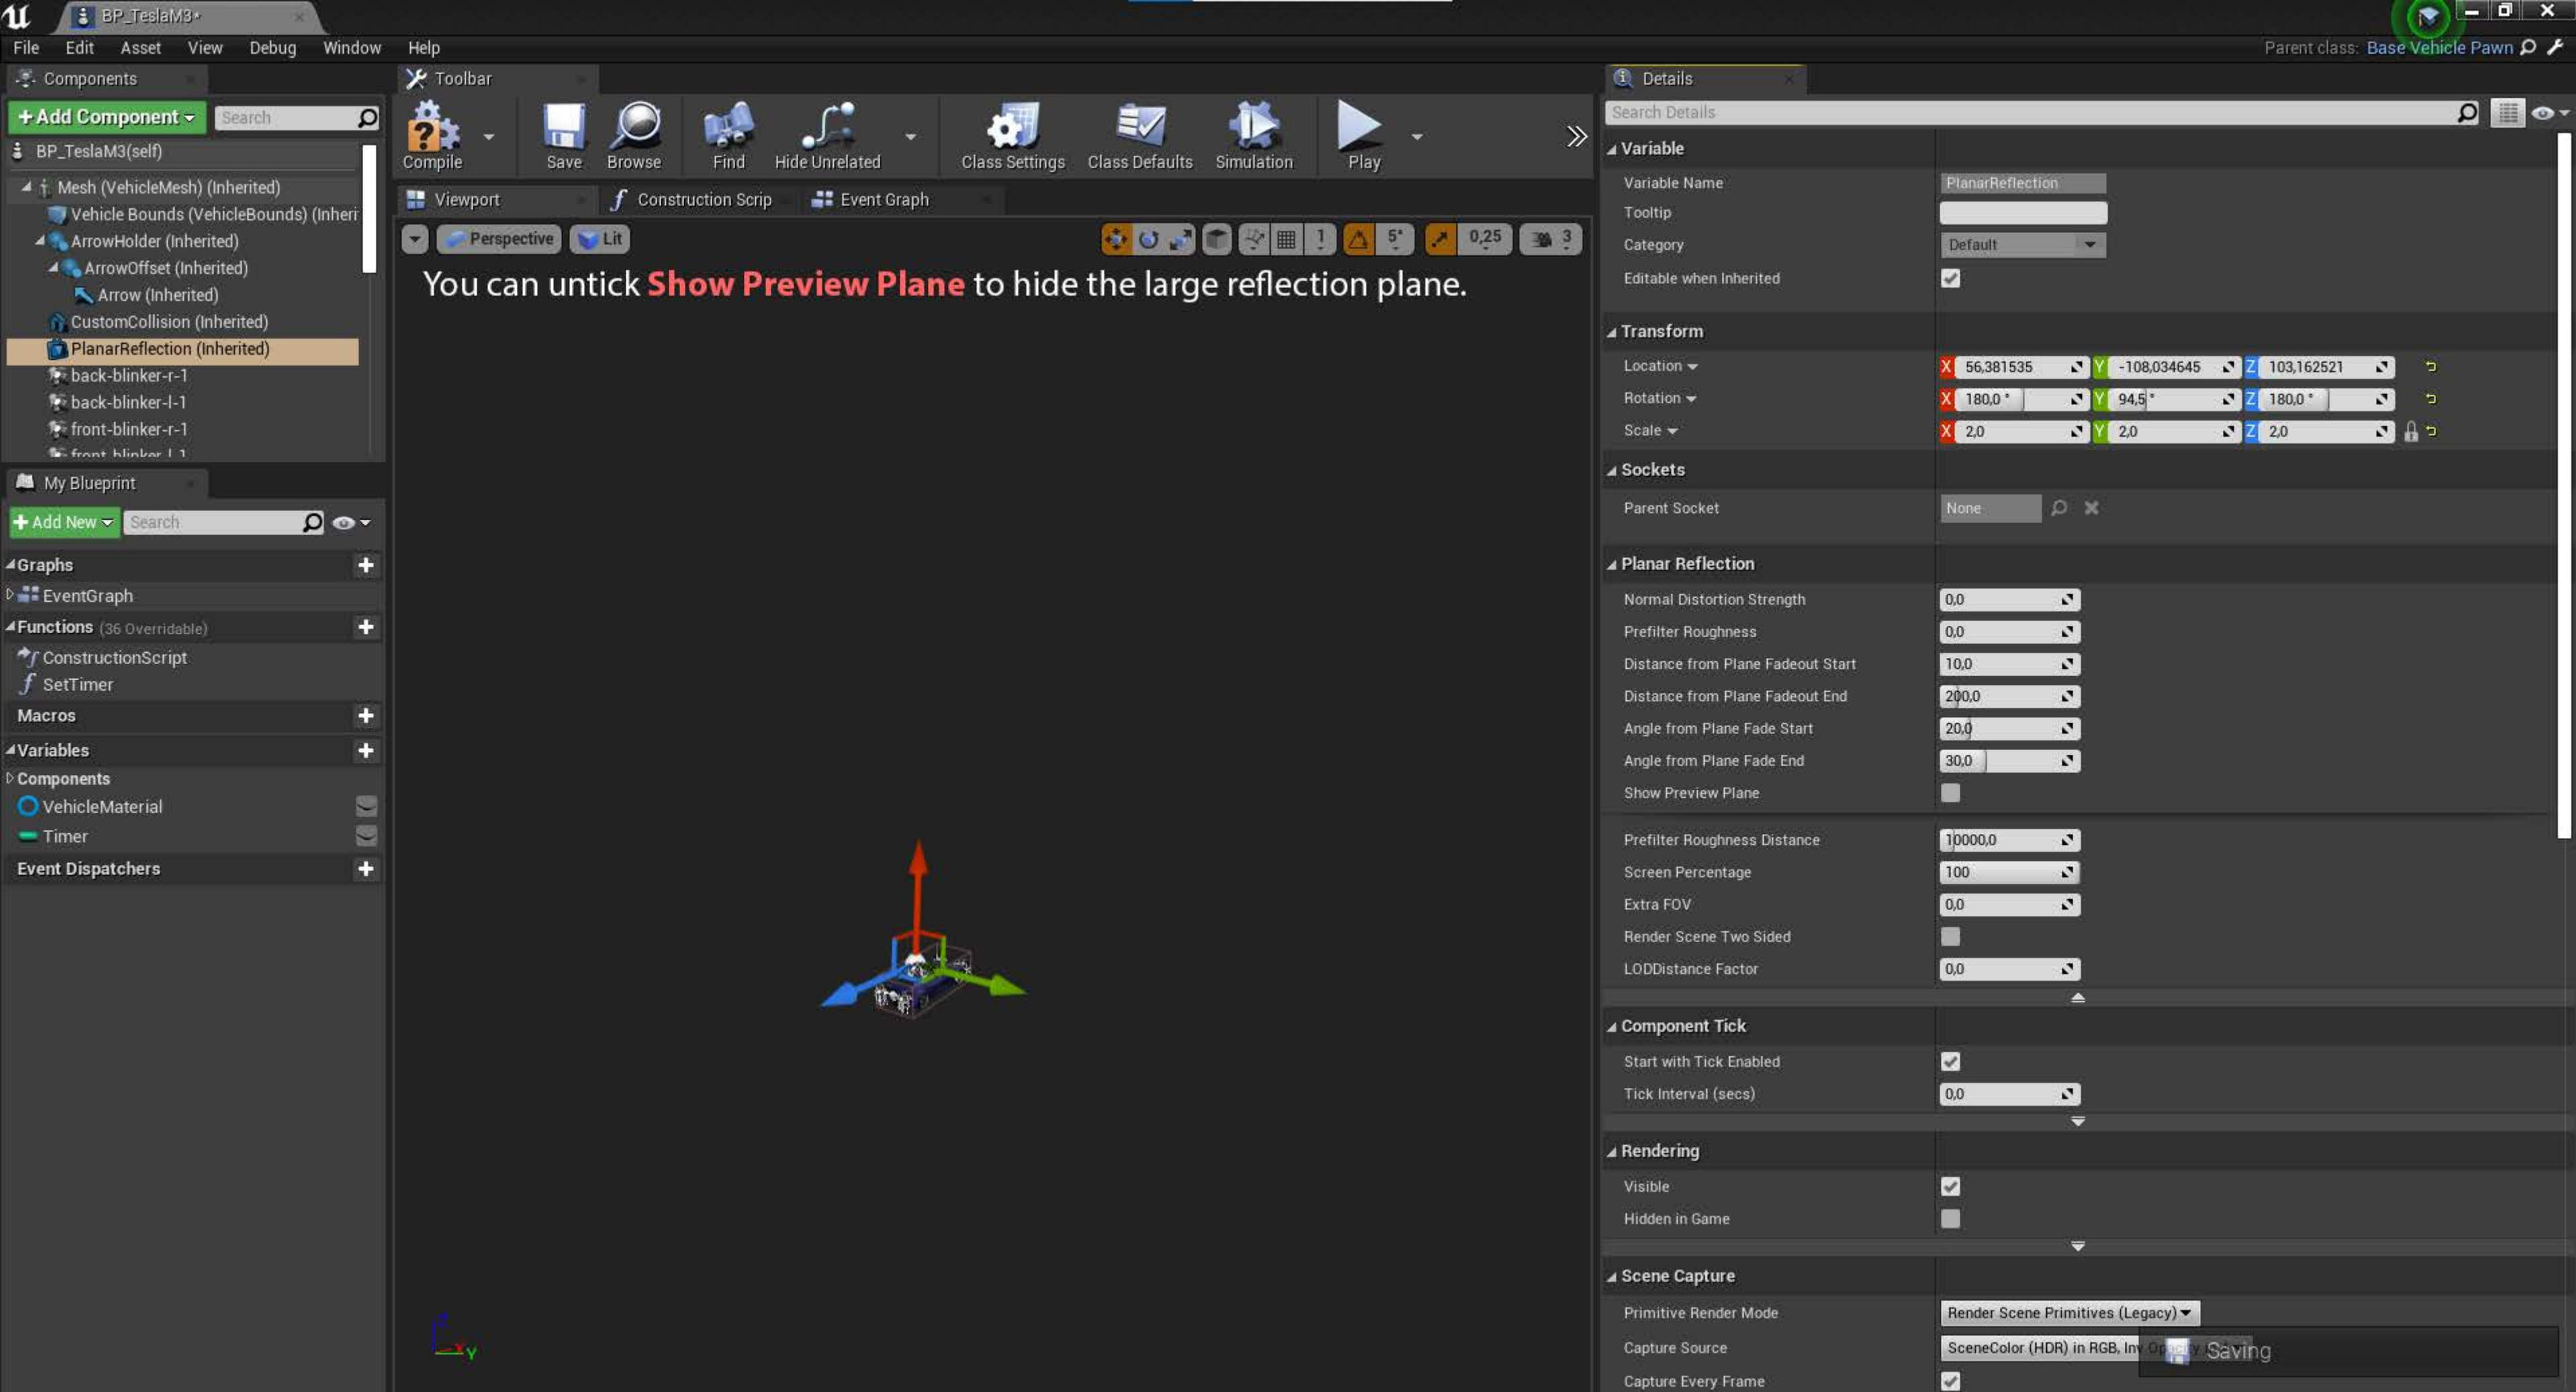 BP_TeslaM3*
File Edit Asset View Debug Window Help
Parent class: Base Vehicle Pawn
Components
+Add Component
Search
BP_TeslaM3(self)
Mesh (VehicleMesh) (Inherited)
Vehicle Bounds (VehicleBounds) (Inheri
ArrowHolder (Inherited)
ArrowOffset (Inherited)
Arrow (Inherited)
CustomCollision (Inherited)
PlanarReflection (Inherited)
back-blinker-r-1
back-blinker-l-1
front-blinker-r-1
front-blinker-l-1
My Blueprint
+Add New
Search
Graphs
EventGraph
Functions (36 Overridable)
ConstructionScript
SetTimer
Macros
Variables
Components
VehicleMaterial
Timer
Event Dispatchers
Toolbar
Compile Save Browse Find Hide Unrelated Class Settings Class Defaults Simulation Play
Viewport Construction Scrip Event Graph
Perspective Lit 1 5° 0,25 3
You can untick Show Preview Plane to hide the large reflection plane.
Z X Y
Details
Search Details
Variable
Variable Name PlanarReflection
Tooltip
Category Default
Editable when Inherited
Transform
Location X 56,381535 Y -108,034645 Z 103,162521
Rotation X 180,0 ° Y 94,5 ° Z 180,0 °
Scale X 2,0 Y 2,0 Z 2,0
Sockets
Parent Socket None
Planar Reflection
Normal Distortion Strength 0,0
Prefilter Roughness 0,0
Distance from Plane Fadeout Start 10,0
Distance from Plane Fadeout End 200,0
Angle from Plane Fade Start 20,0
Angle from Plane Fade End 30,0
Show Preview Plane
Prefilter Roughness Distance 10000,0
Screen Percentage 100
Extra FOV 0,0
Render Scene Two Sided
LODDistance Factor 0,0
Component Tick
Start with Tick Enabled
Tick Interval (secs) 0,0
Rendering
Visible
Hidden in Game
Scene Capture
Primitive Render Mode Render Scene Primitives (Legacy)
Capture Source SceneColor (HDR) in RGB, Inv
Saving
Capture Every Frame